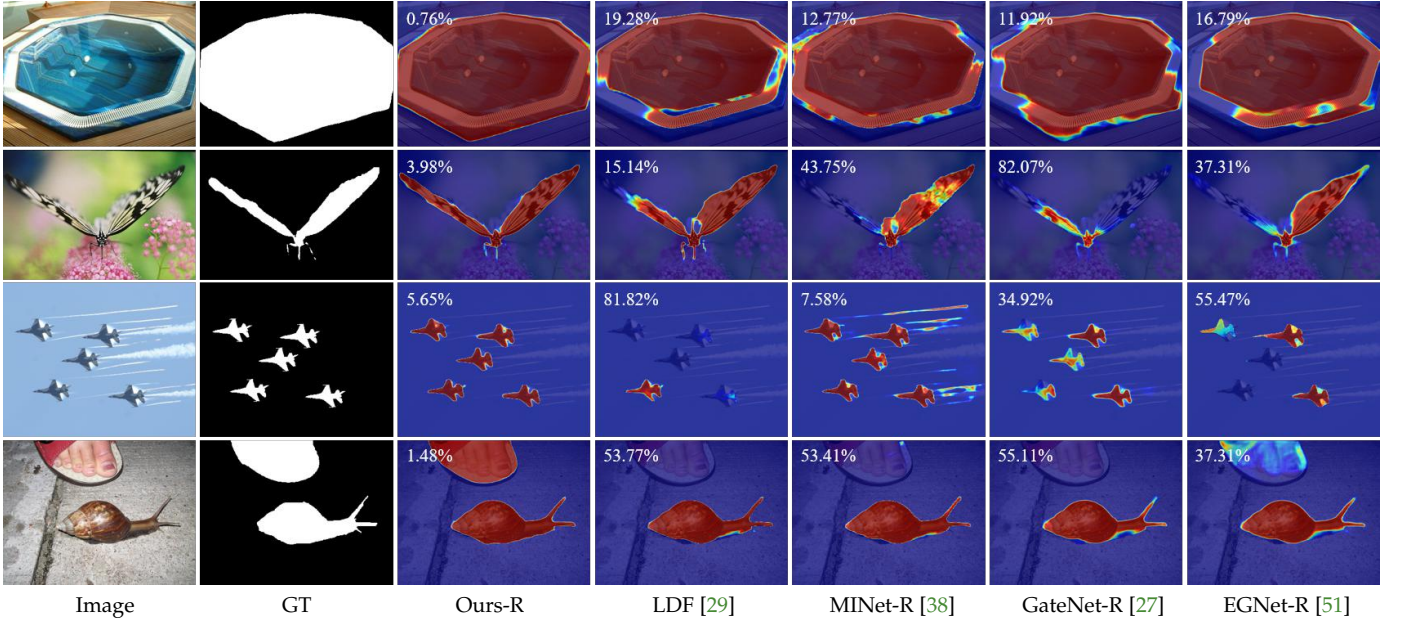 0.76% 19.28% 12.77% 11.92% 16.79%
3.98% 15.14% 43.75% 82.07% 37.31%
5.65% 81.82% 7.58% 34.92% 55.47%
1.48% 53.77% 53.41% 55.11% 37.31%
Image GT Ours-R LDF [29] MINet-R [38] GateNet-R [27] EGNet-R [51]